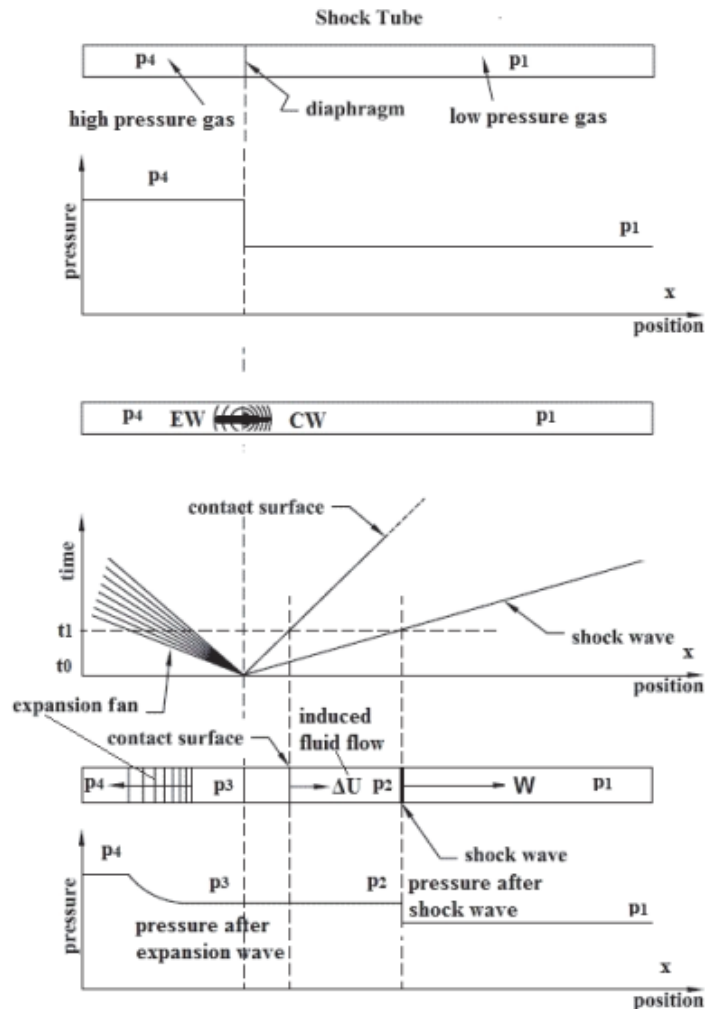 Shock Tube
p4
p1
high pressure gas
diaphragm
low pressure gas
pressure
p4
p1
x
position
p4 EW CW p1
time
contact surface
t1
shock wave
t0
x
position
expansion fan
induced
contact surface
fluid flow
p4 p3 ΔU p2 W p1
shock wave
pressure
p4
p3
p2
pressure after
shock wave
p1
pressure after
expansion wave
x
position